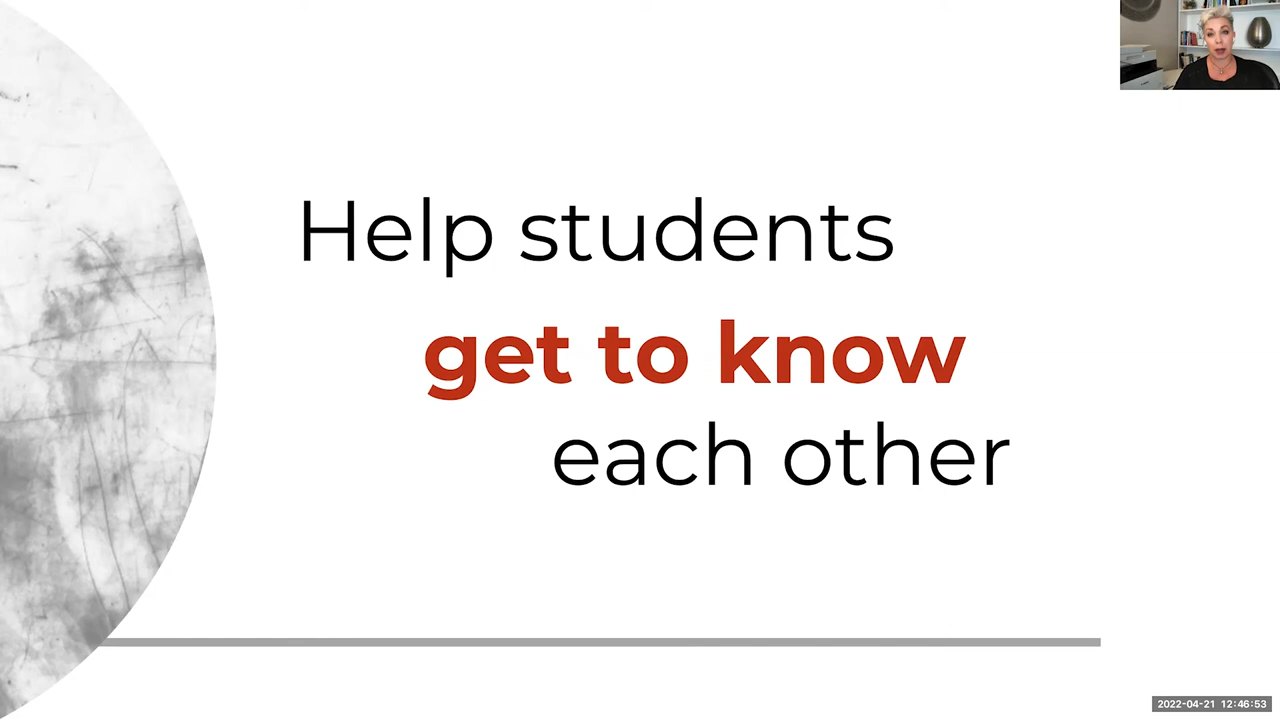 Help students
get to know
each other
2022-04-21 12:46:53